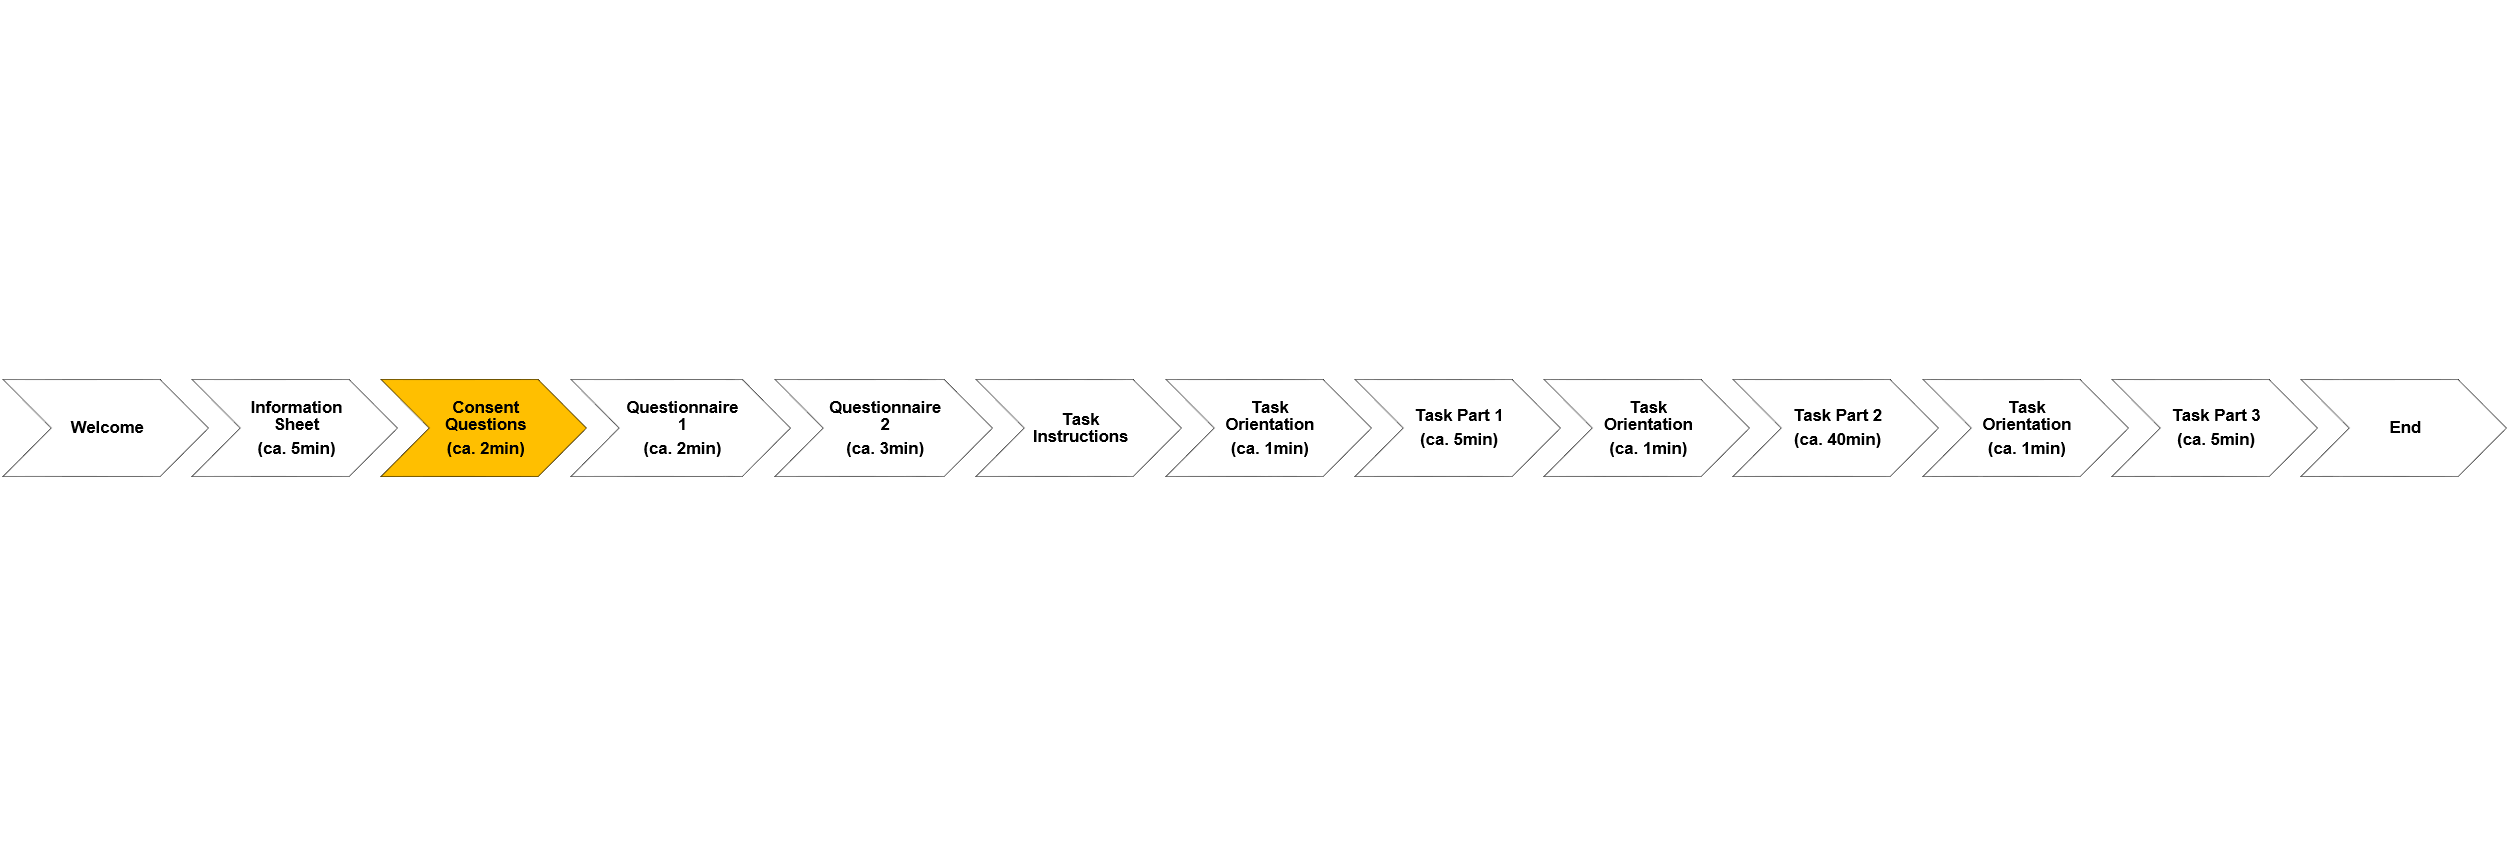 Welcome
Information
Sheet
(ca. 5min)
Consent
Questions
(ca. 2min)
Questionnaire
1
(ca. 2min)
Questionnaire
2
(ca. 3min)
Task
Instructions
Task
Orientation
(ca. 1min)
Task Part 1
(ca. 5min)
Task
Orientation
(ca. 1min)
Task Part 2
(ca. 40min)
Task
Orientation
(ca. 1min)
Task Part 3
(ca. 5min)
End